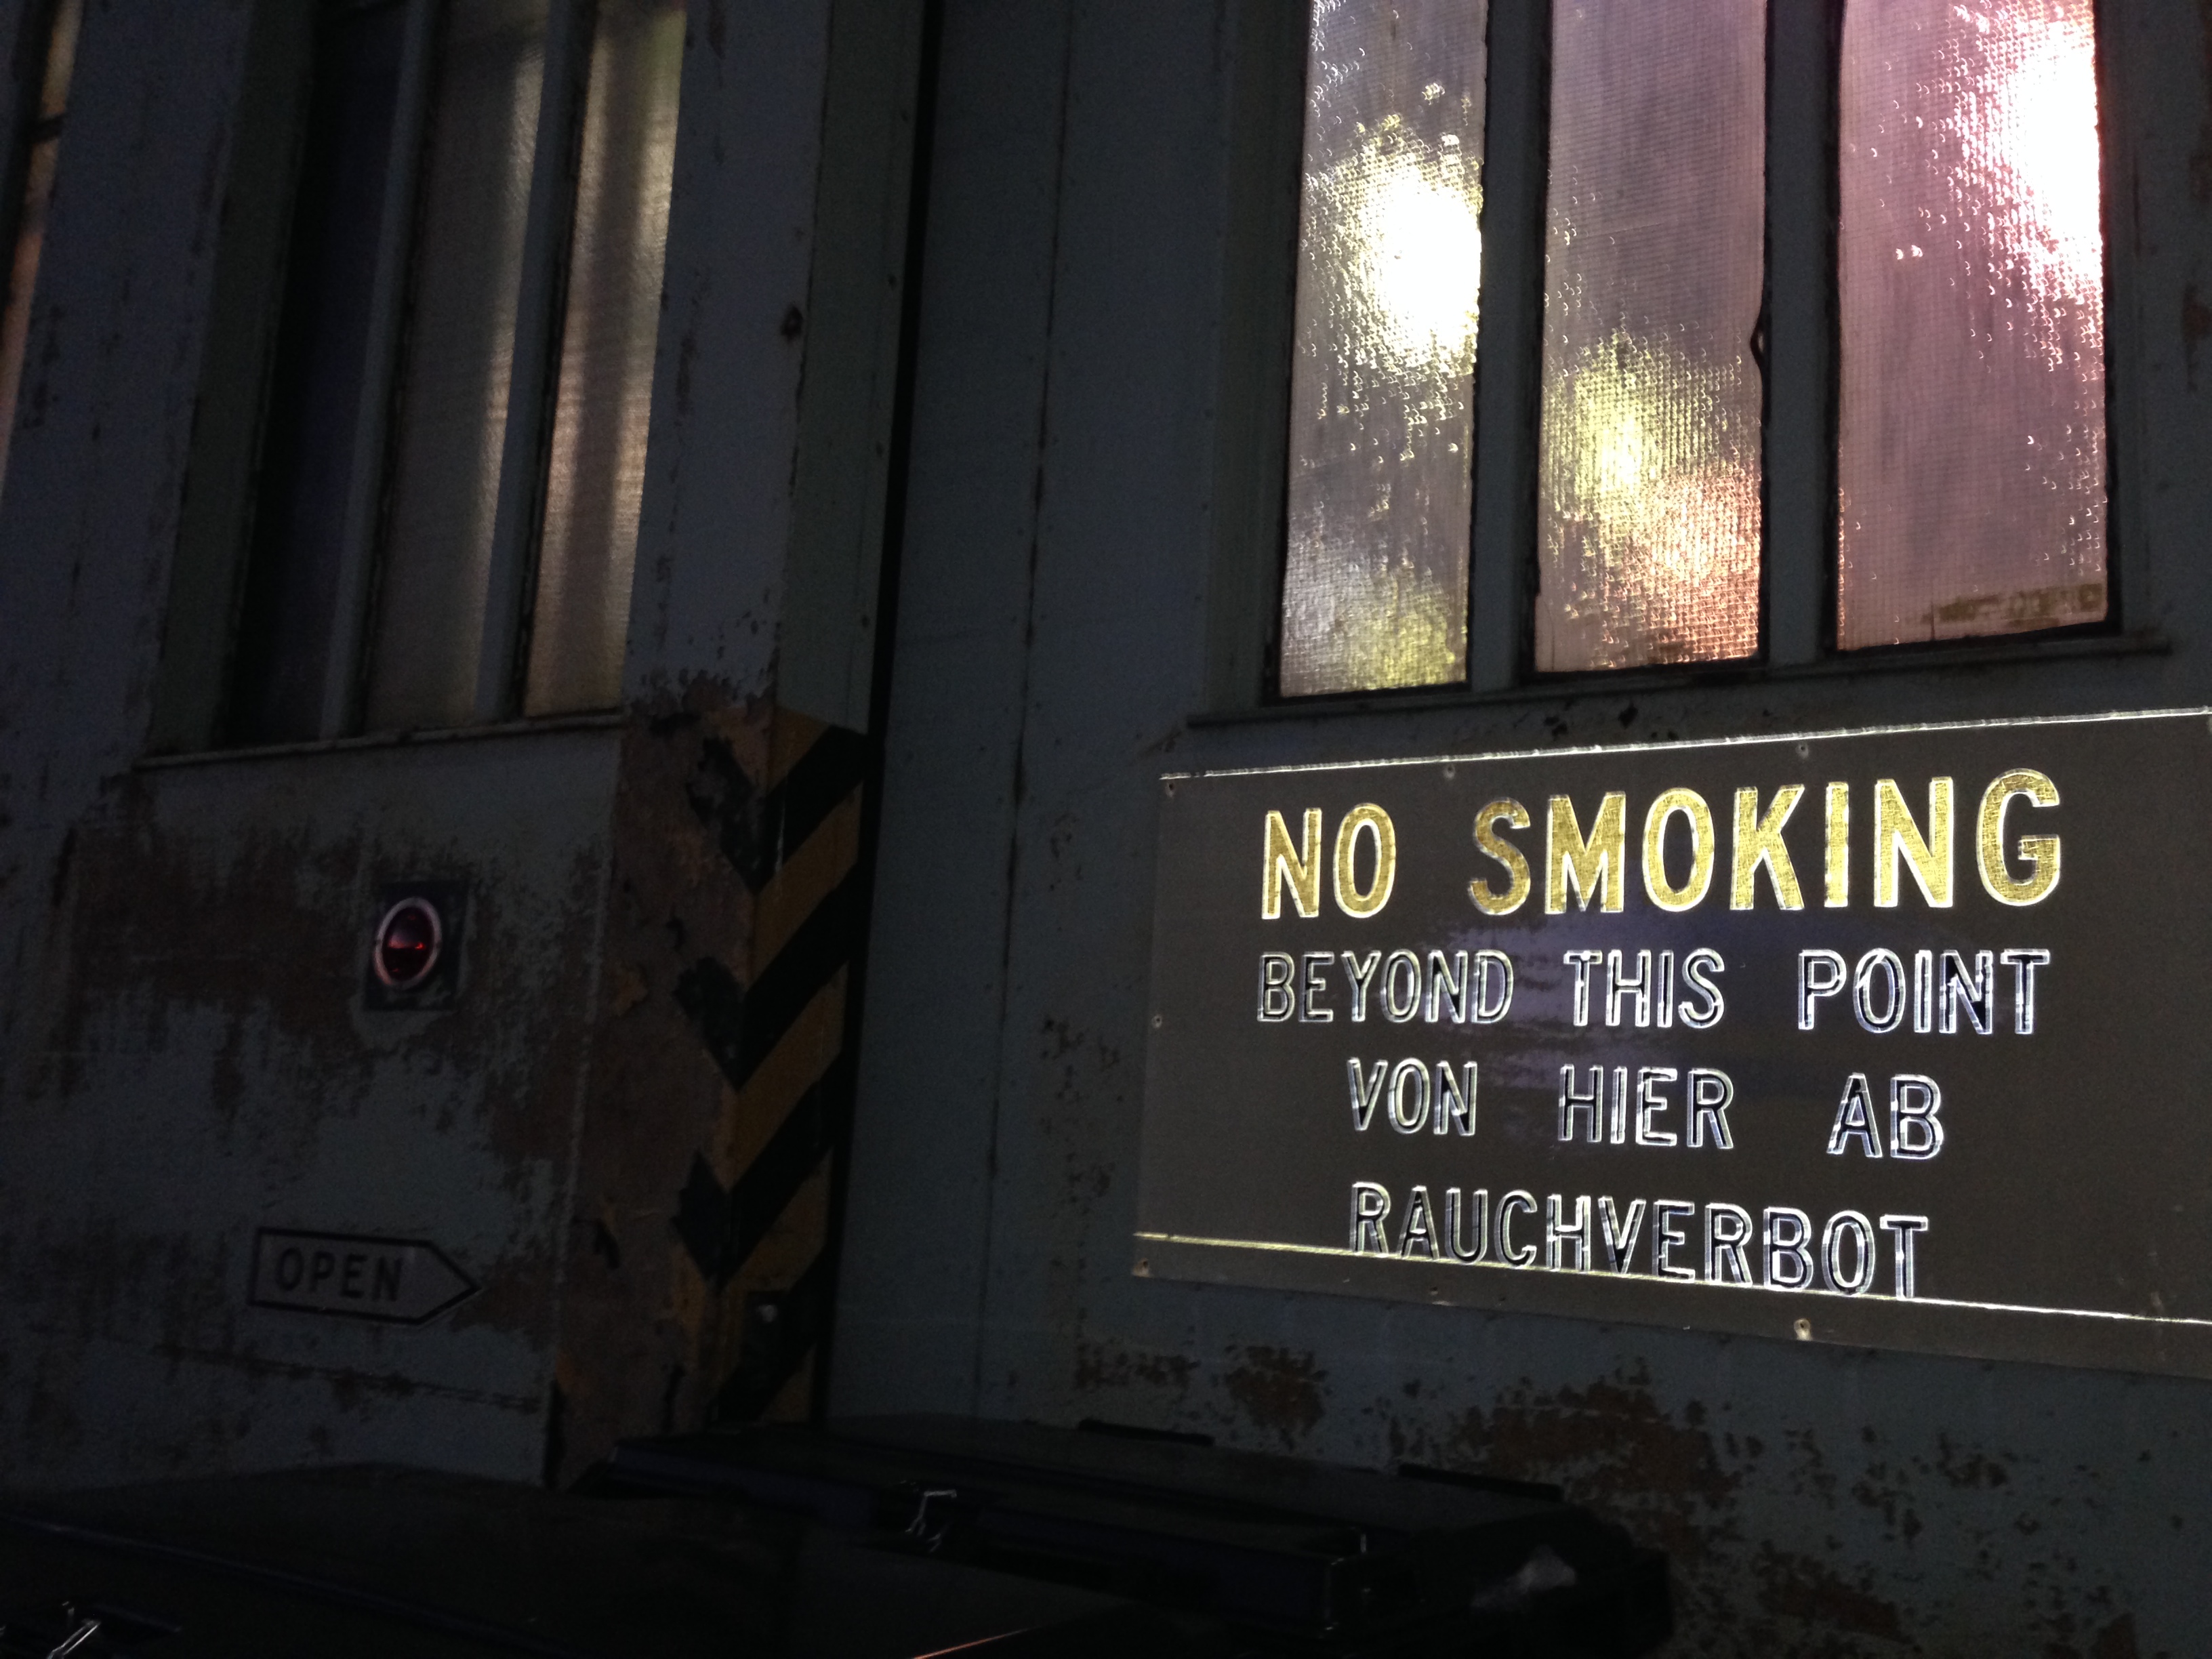 NO SMOKING
BEYOND THIS POINT
VON HIER AB
RAUCHVERBOT
OPEN